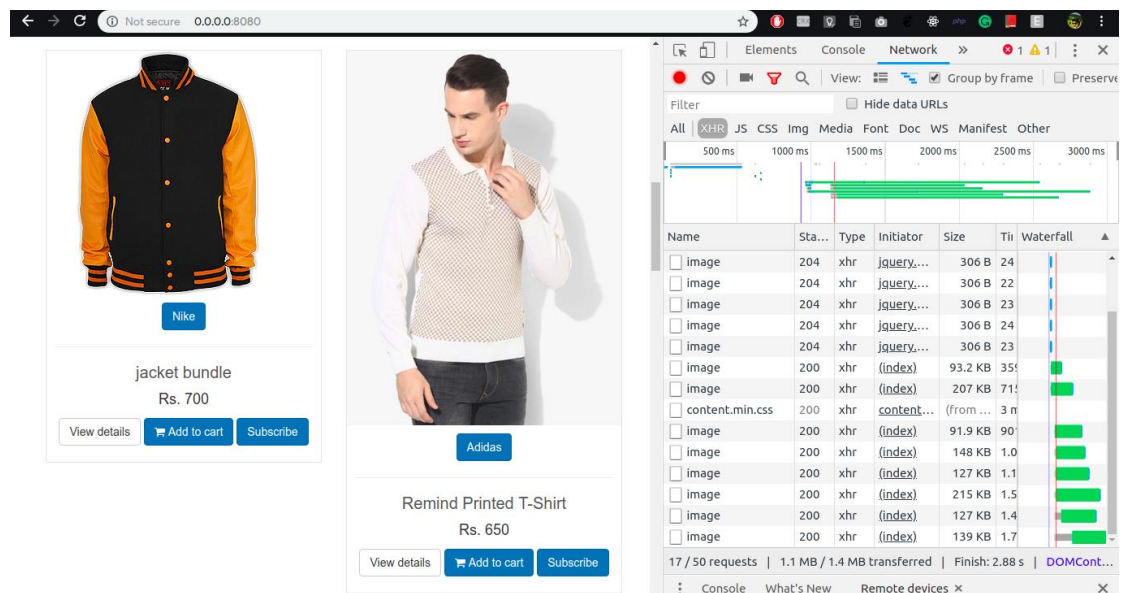 Not secure 0.0.0.0:8080
php
Nike
jacket bundle
Rs. 700
View details Add to cart Subscribe
Adidas
Remind Printed T-Shirt
Rs. 650
View details Add to cart Subscribe
Elements Console Network » 1 1
View: Group by frame Preserve
Filter Hide data URLs
All XHR JS CSS Img Media Font Doc WS Manifest Other
500 ms 1000 ms 1500 ms 2000 ms 2500 ms 3000 ms
Name Sta... Type Initiator Size Waterfall
image 204 xhr jquery.... 306 B 24
image 204 xhr jquery.... 306 B 22
image 204 xhr jquery.... 306 B 23
image 204 xhr jquery.... 306 B 24
image 204 xhr jquery.... 306 B 23
image 200 xhr (index) 93.2 KB 359
image 200 xhr (index) 207 KB 715
content.min.css 200 xhr content... (from ... 3 m
image 200 xhr (index) 91.9 KB 90
image 200 xhr (index) 148 KB 1.0
image 200 xhr (index) 127 KB 1.1
image 200 xhr (index) 215 KB 1.5
image 200 xhr (index) 127 KB 1.4
image 200 xhr (index) 139 KB 1.7
17 / 50 requests | 1.1 MB / 1.4 MB transferred | Finish: 2.88 s | DOMCont...
Console What's New Remote devices ×